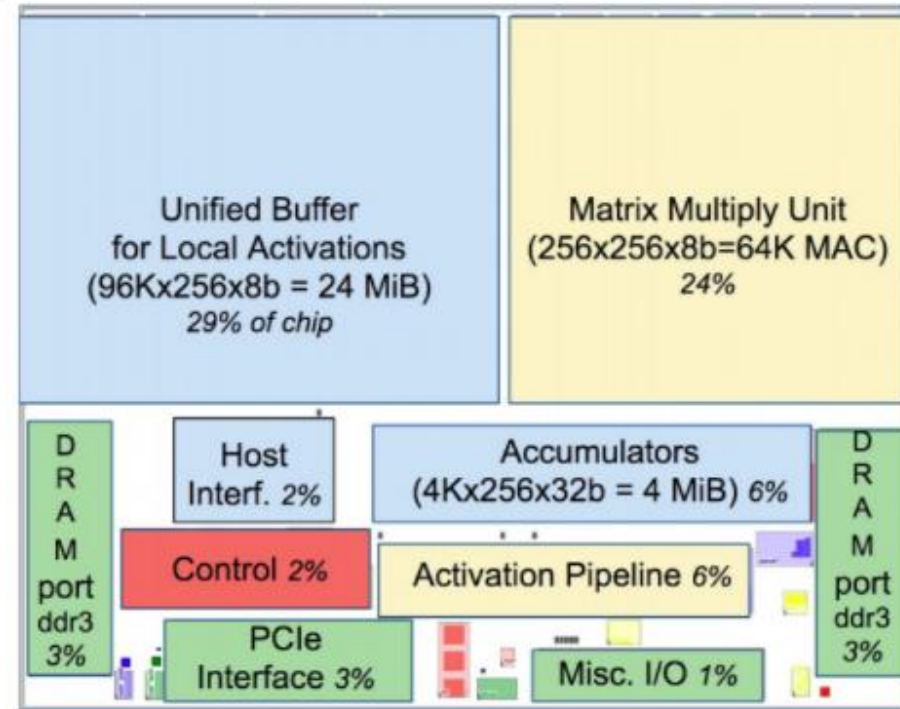 Unified Buffer
for Local Activations
(96Kx256x8b = 24 MiB)
29% of chip
Matrix Multiply Unit
(256x256x8b=64K MAC)
24%
D
R
A
M
port
ddr3
3%
Host
Interf. 2%
Accumulators
(4Kx256x32b = 4 MiB) 6%
D
R
A
M
port
ddr3
3%
Control 2%
Activation Pipeline 6%
PCIe
Interface 3%
Misc. I/O 1%